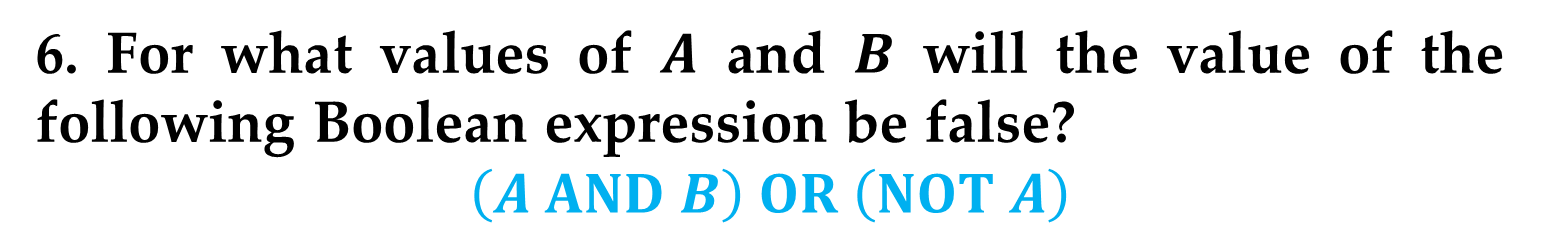 6. For what values of A and B will the value of the
following Boolean expression be false?
(A AND B) OR (NOT A)